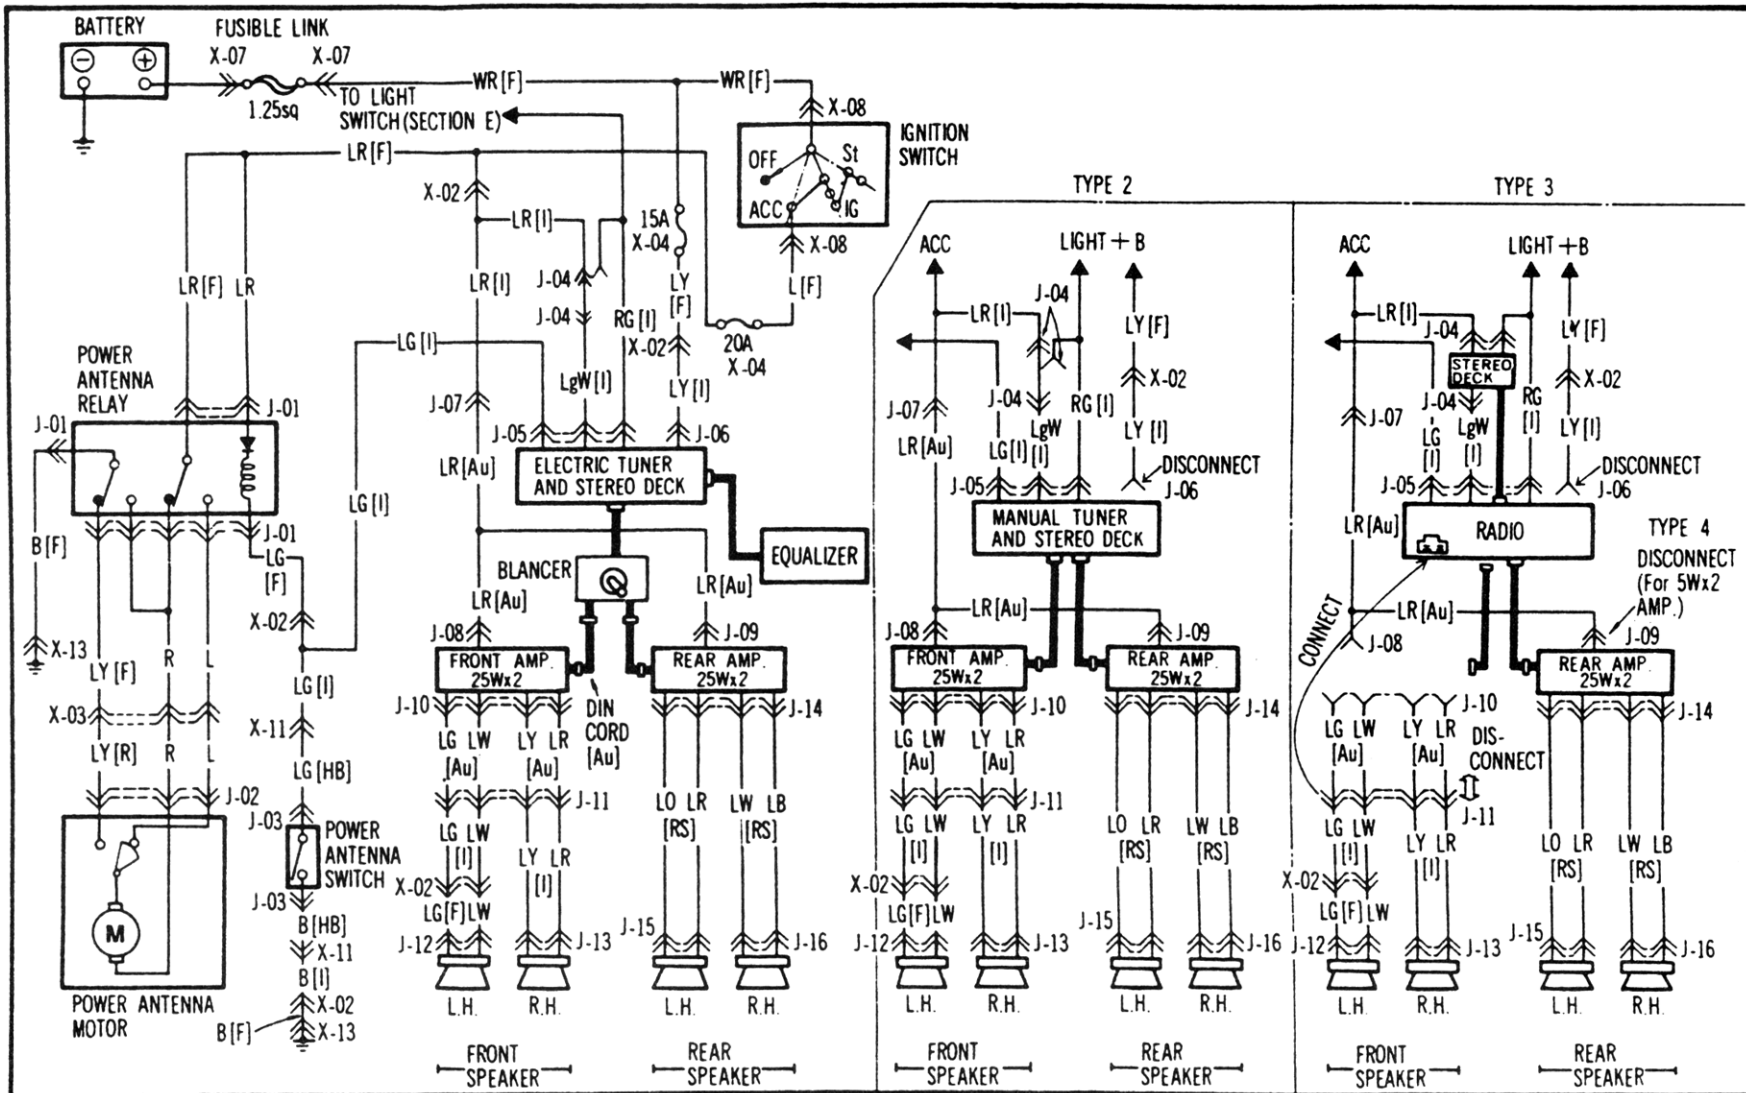 BATTERY
FUSIBLE LINK
X-07
X-07
1.25sq
WR[F]
WR[F]
TO LIGHT
SWITCH(SECTION E)
X-08
IGNITION
SWITCH
OFF
St
ACC
IG
X-08
LR[F]
X-02
LR[I]
15A
X-04
L[F]
LR[F]
LR
LR[I]
J-04
J-04
LY
[F]
RG[I]
X-02
20A
X-04
POWER
ANTENNA
RELAY
LG[I]
LgW[I]
LY[I]
J-01
J-01
J-07
J-05
J-06
LR[Au]
ELECTRIC TUNER
AND STEREO DECK
LG[I]
J-01
B[F]
LG
[F]
EQUALIZER
BLANCER
LR[Au]
LR[Au]
X-02
J-08
J-09
X-13
LY[F]
R
L
FRONT AMP.
25Wx2
REAR AMP.
25Wx2
LG[I]
J-10
J-14
X-03
X-11
DIN
CORD
[Au]
LG LW
[Au]
LY LR
[Au]
LY[R]
R
L
LG[HB]
J-02
J-11
J-03
LO LR
[RS]
LW LB
[RS]
POWER
ANTENNA
SWITCH
LG LW
[I]
LY LR
[I]
X-02
J-03
LG[F]LW
B[HB]
M
J-12
J-13
J-15
J-16
X-11
B[I]
POWER ANTENNA
MOTOR
X-02
B[F]
X-13
L.H.
R.H.
L.H.
R.H.
FRONT
SPEAKER
REAR
SPEAKER
TYPE 2
ACC
LIGHT+B
J-04
LR[I]
LY[F]
X-02
J-07
J-04
RG[I]
LR[Au]
LG[I]
LgW
[I]
LY[I]
DISCONNECT
J-06
J-05
MANUAL TUNER
AND STEREO DECK
LR[Au]
J-08
J-09
FRONT AMP.
25Wx2
REAR AMP.
25Wx2
J-10
J-14
LG LW
[Au]
LY LR
[Au]
J-11
LG LW
[I]
LY LR
[I]
LO LR
[RS]
LW LB
[RS]
X-02
LG[F]LW
J-12
J-13
J-15
J-16
L.H.
R.H.
L.H.
R.H.
FRONT
SPEAKER
REAR
SPEAKER
TYPE 3
ACC
LIGHT+B
LR[I]
J-04
LY[F]
STEREO
DECK
X-02
J-04
RG
[I]
J-07
LG
[I]
LgW
[I]
LY[I]
DISCONNECT
J-06
J-05
LR[Au]
RADIO
TYPE 4
DISCONNECT
(For 5Wx2
AMP.)
LR[Au]
CONNECT
J-08
J-09
REAR AMP.
25Wx2
J-10
J-14
LG LW
[Au]
LY LR
[Au]
DIS-
CONNECT
J-11
LG LW
[I]
LY LR
[I]
LO LR
[RS]
LW LB
[RS]
X-02
LG[F]LW
J-12
J-13
J-15
J-16
L.H.
R.H.
L.H.
R.H.
FRONT
SPEAKER
REAR
SPEAKER